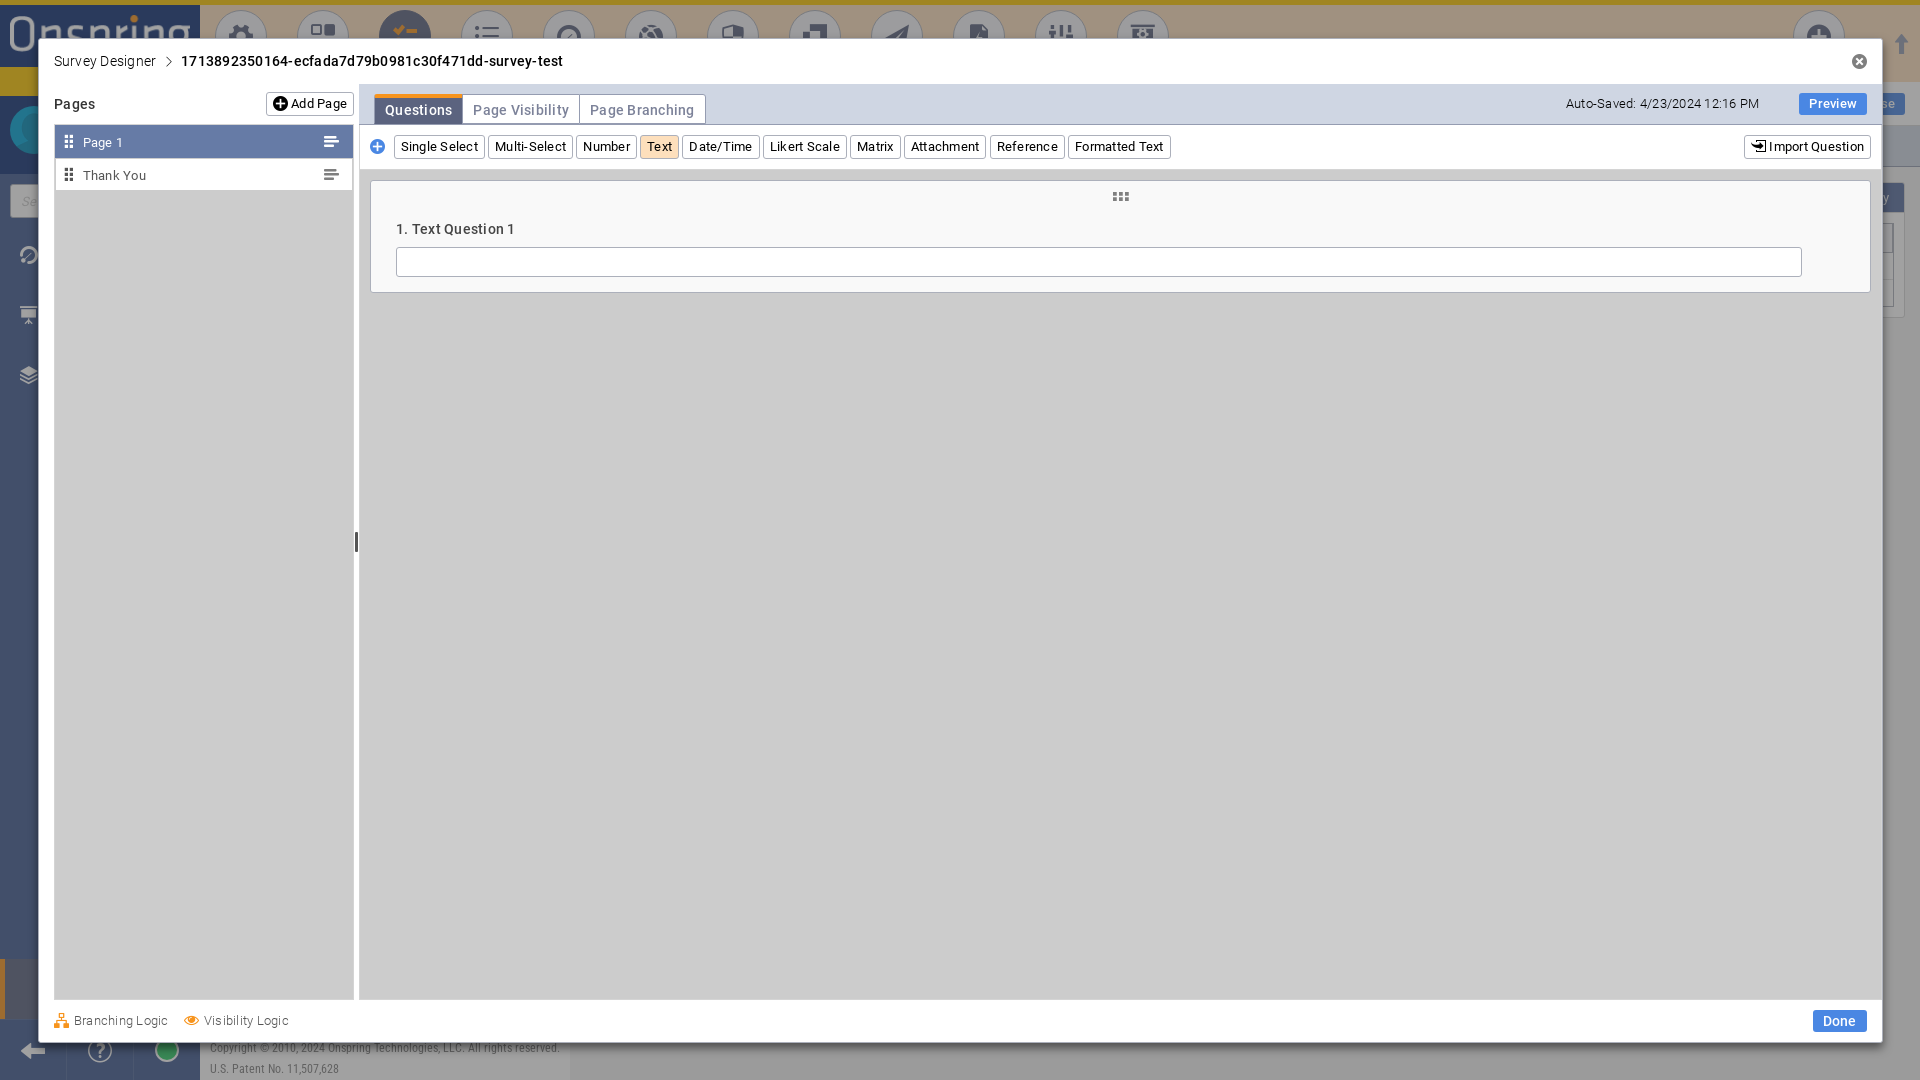 Onspring
Survey Designer > 1713892350164-ecfada7d79b0981c30f471dd-survey-test
Pages
Add Page
Page 1
Thank You
Questions
Page Visibility
Page Branching
Auto-Saved: 4/23/2024 12:16 PM
Preview
Single Select
Multi-Select
Number
Text
Date/Time
Likert Scale
Matrix
Attachment
Reference
Formatted Text
Import Question
1. Text Question 1
Branching Logic
Visibility Logic
Done
Copyright © 2010, 2024 Onspring Technologies, LLC. All rights reserved.
U.S. Patent No. 11,507,628